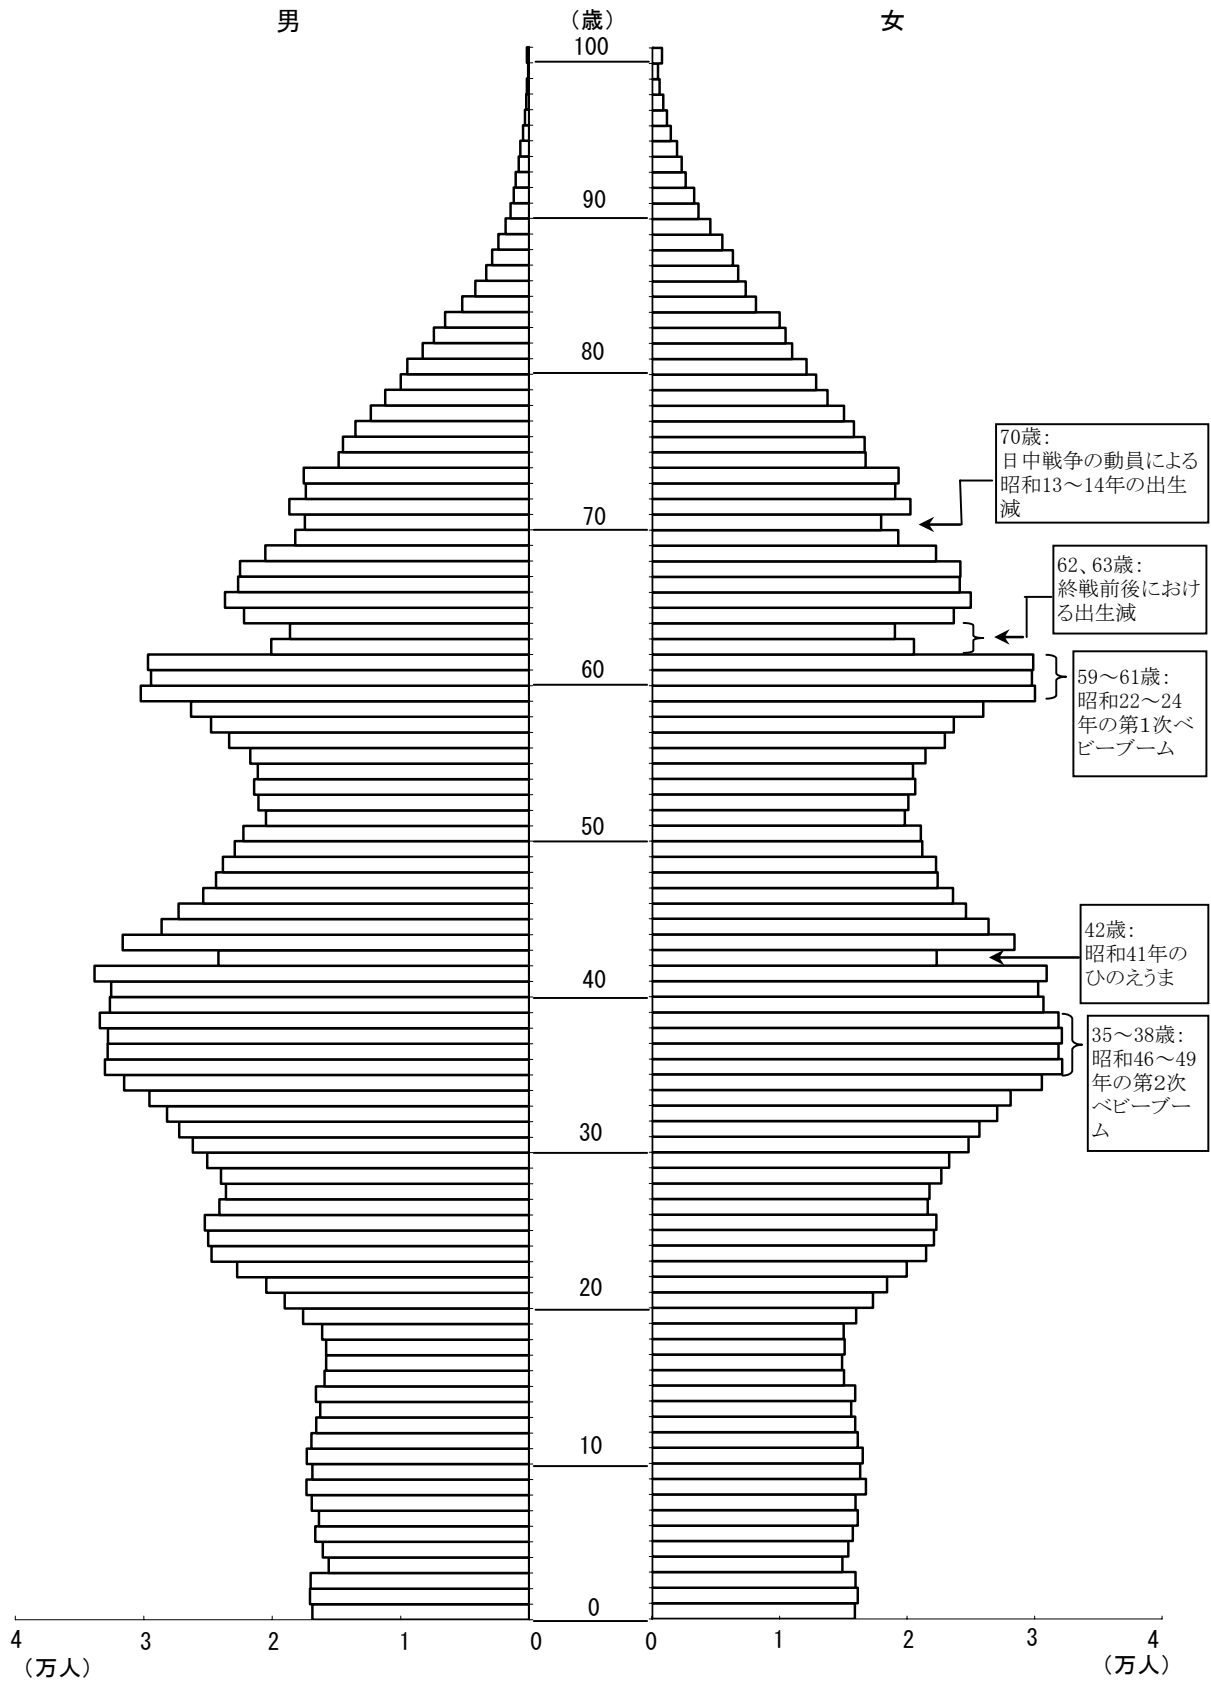 男
(歳)
女
100
90
80
70
60
50
40
30
20
10
0
70歳:
日中戦争の動員による
昭和13～14年の出生
減
62、63歳:
終戦前後におけ
る出生減
59～61歳:
昭和22～24
年の第1次ベ
ビーブーム
42歳:
昭和41年の
ひのえうま
35～38歳:
昭和46～49
年の第2次
ベビーブー
ム
4 3 2 1 0 0 1 2 3 4
(万人) (万人)